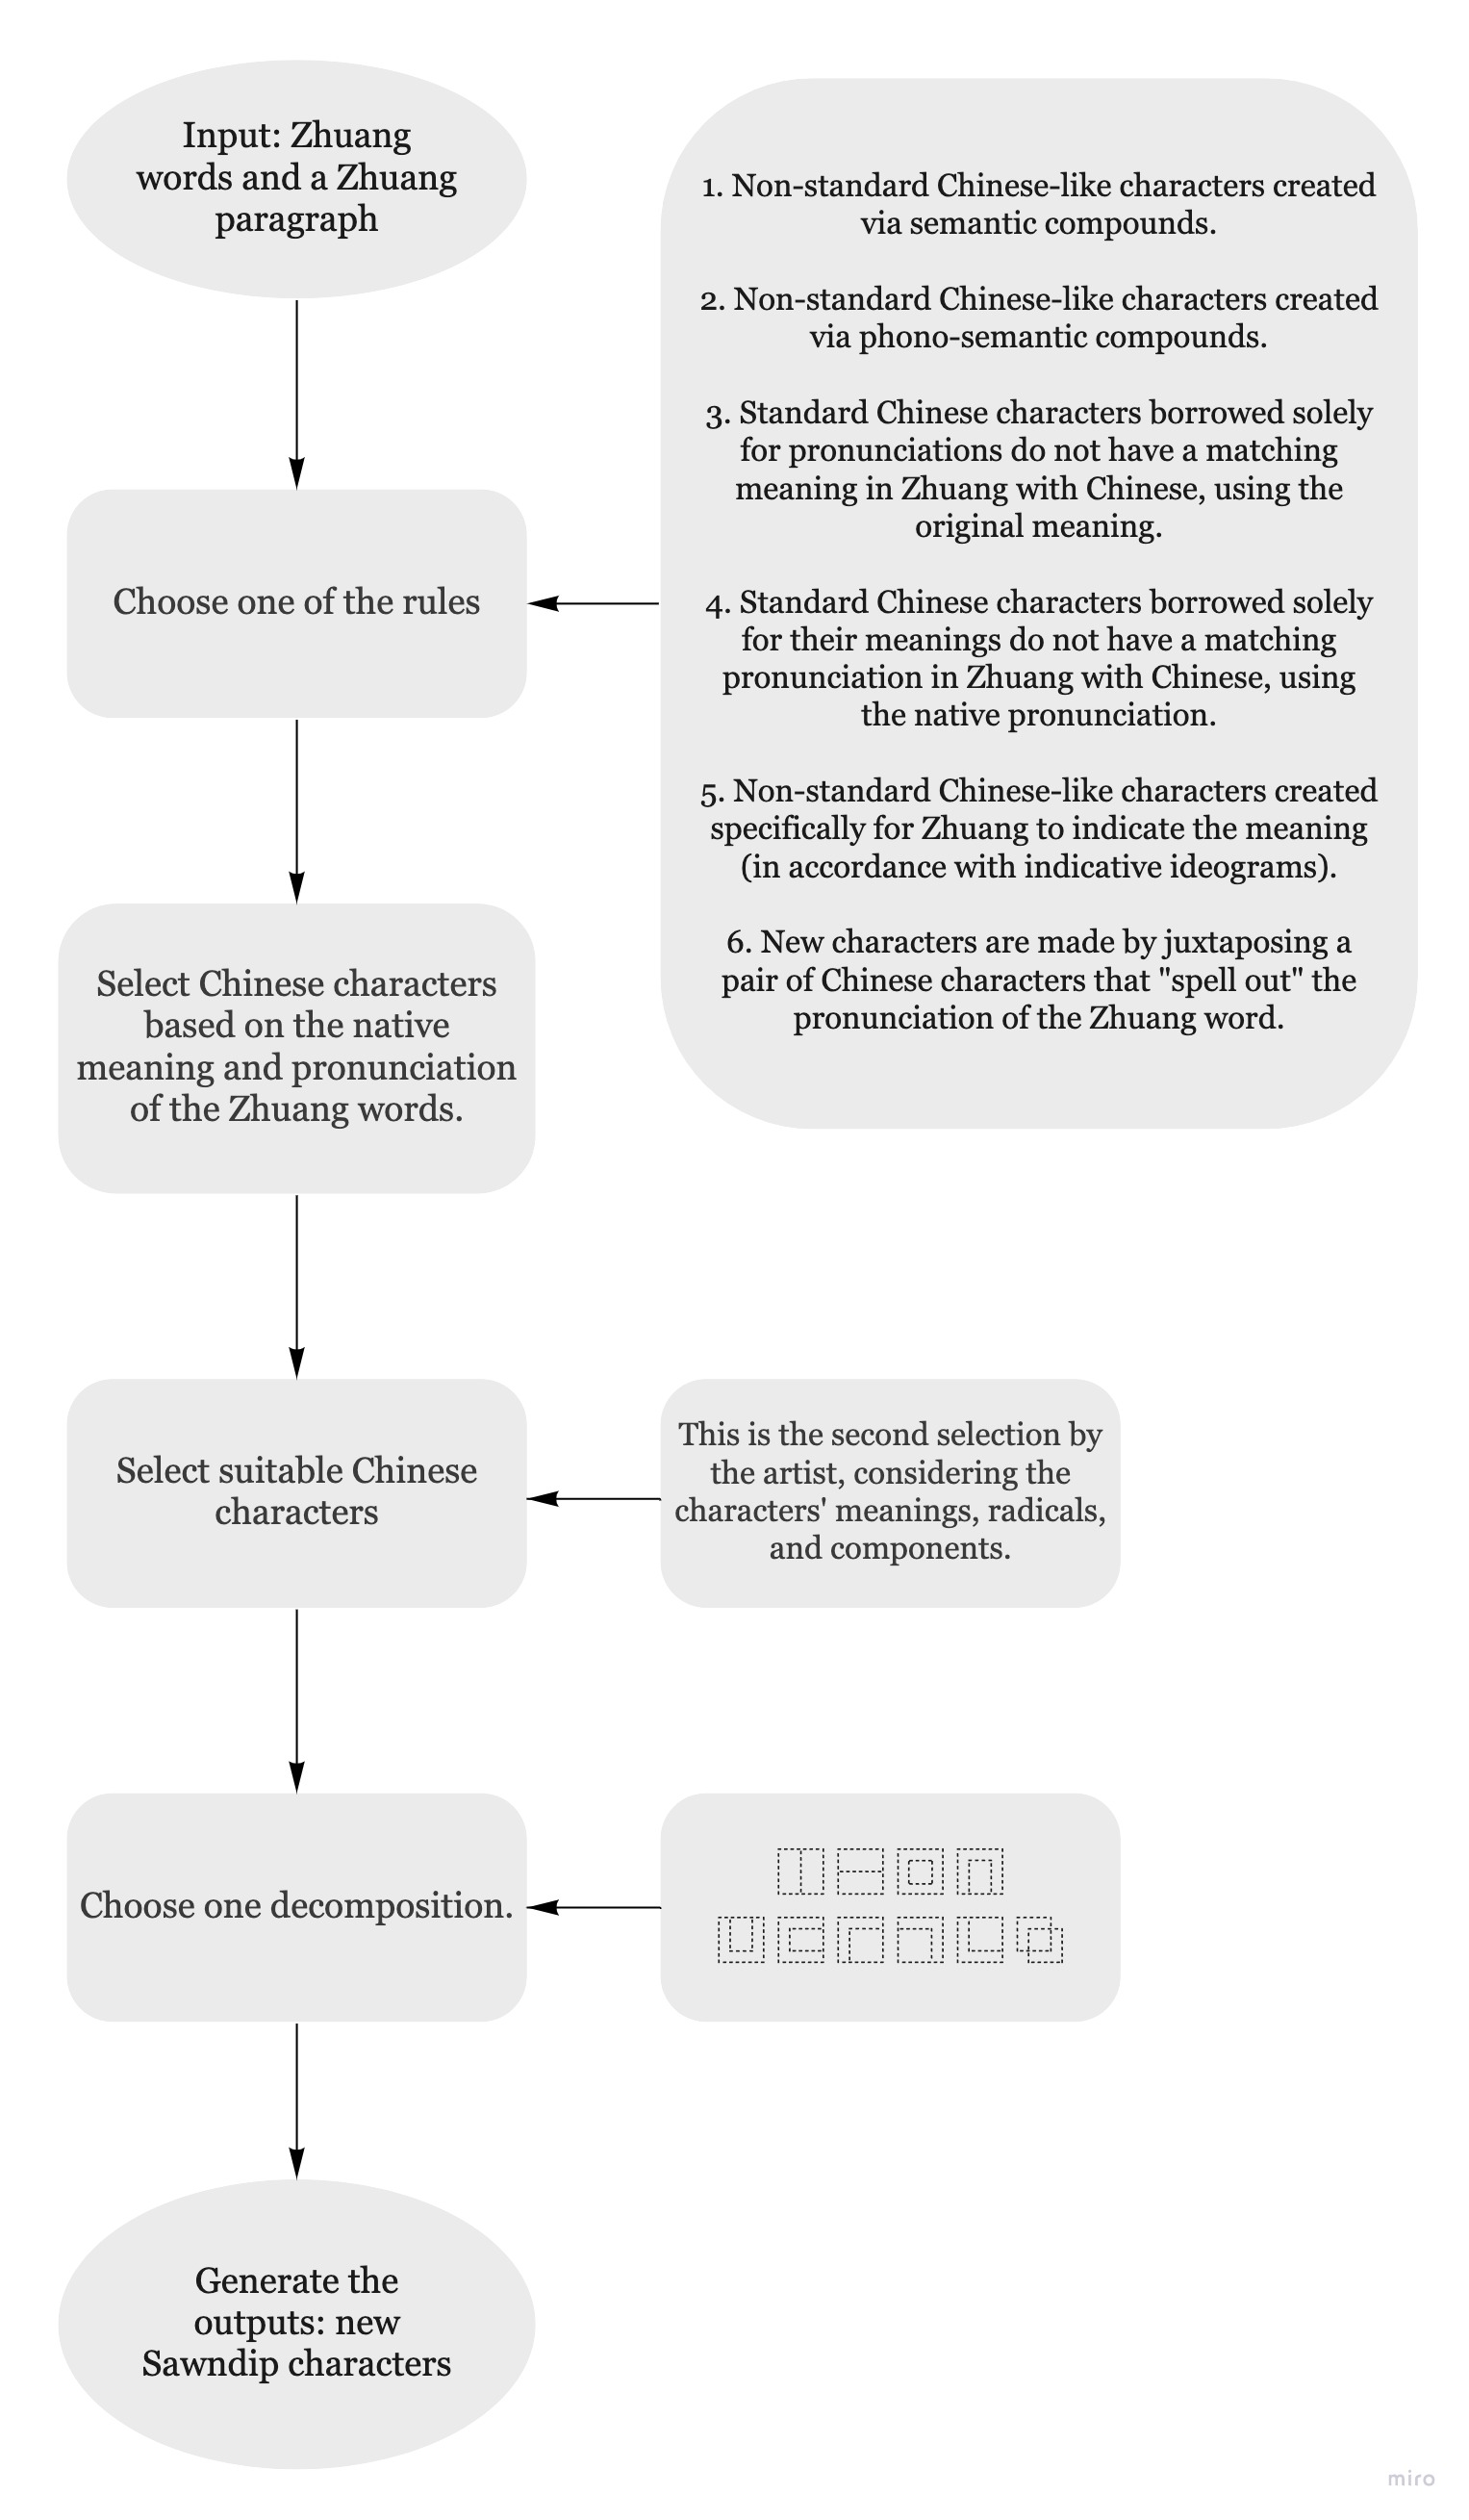 Input: Zhuang
words and a Zhuang
paragraph
1. Non-standard Chinese-like characters created
via semantic compounds.
2. Non-standard Chinese-like characters created
via phono-semantic compounds.
3. Standard Chinese characters borrowed solely
for pronunciations do not have a matching
meaning in Zhuang with Chinese, using the
original meaning.
4. Standard Chinese characters borrowed solely
for their meanings do not have a matching
pronunciation in Zhuang with Chinese, using
the native pronunciation.
5. Non-standard Chinese-like characters created
specifically for Zhuang to indicate the meaning
(in accordance with indicative ideograms).
6. New characters are made by juxtaposing a
pair of Chinese characters that "spell out" the
pronunciation of the Zhuang word.
Choose one of the rules
Select Chinese characters
based on the native
meaning and pronunciation
of the Zhuang words.
Select suitable Chinese
characters
This is the second selection by
the artist, considering the
characters' meanings, radicals,
and components.
Choose one decomposition.
⿰⿱⿴⿵
⿶⿷⿸⿹⿺⿻
Generate the
outputs: new
Sawndip characters
miro